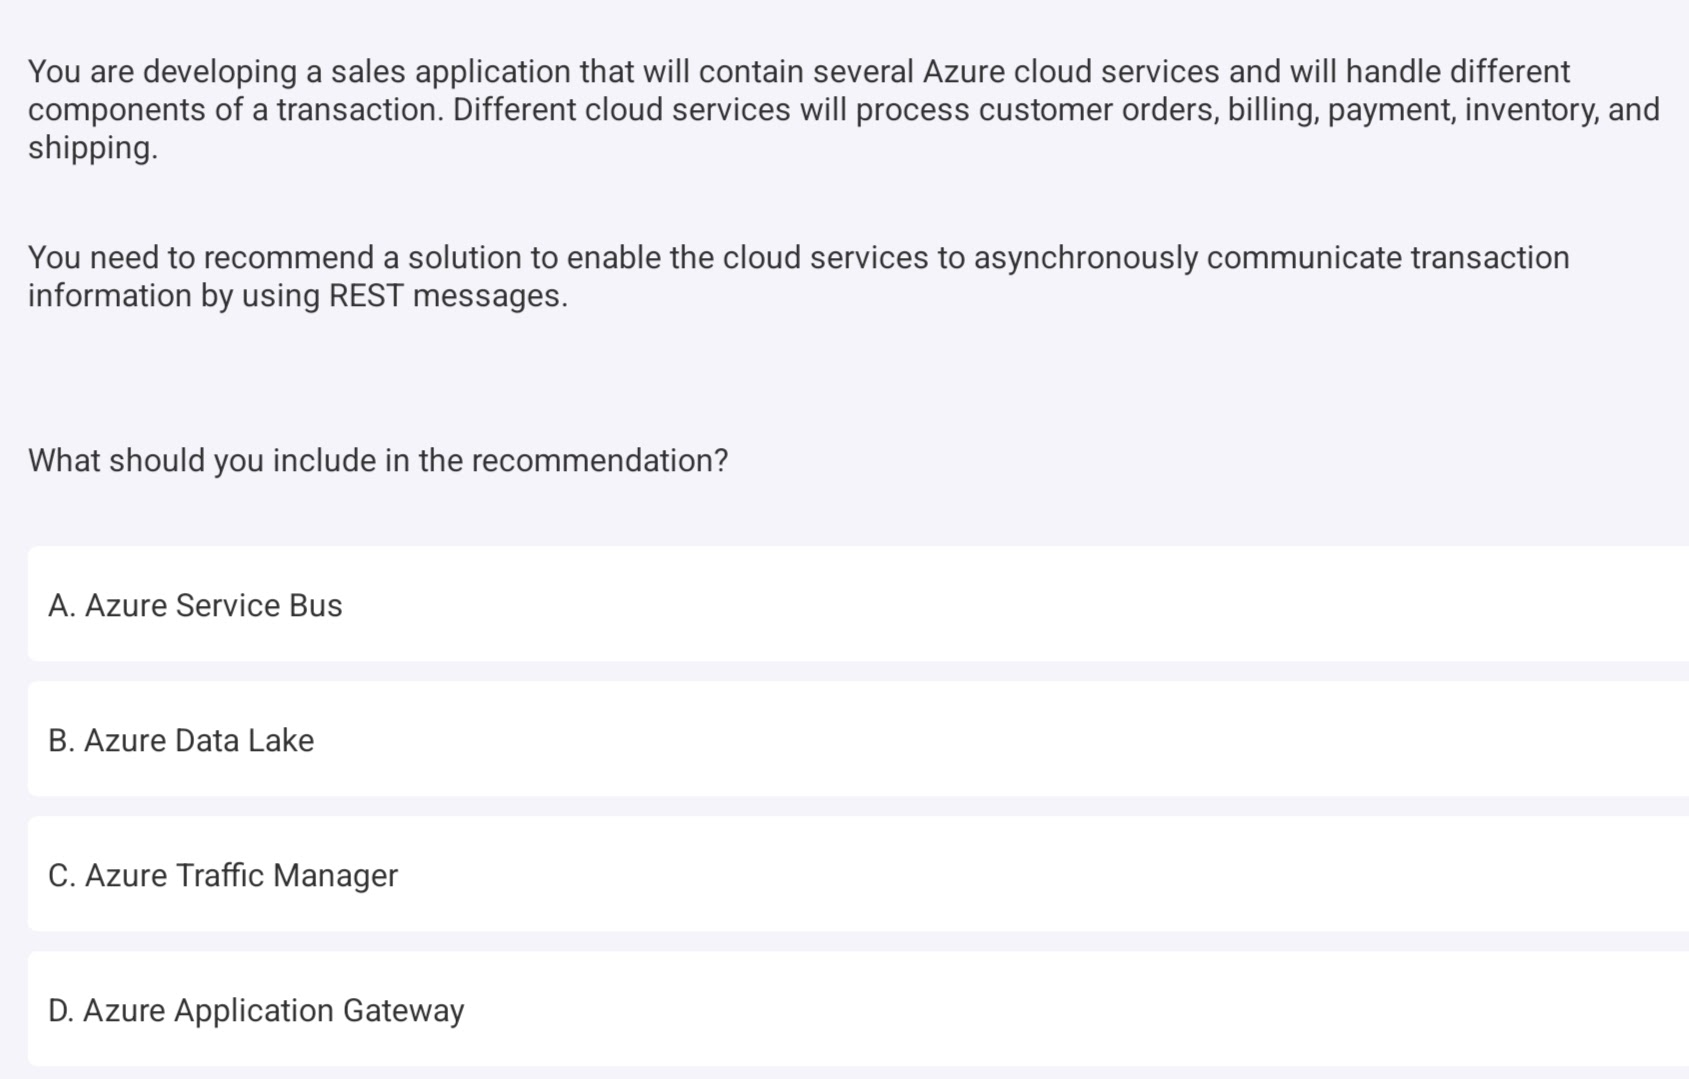 You are developing a sales application that will contain several Azure cloud services and will handle different
components of a transaction. Different cloud services will process customer orders, billing, payment, inventory, and
shipping.
You need to recommend a solution to enable the cloud services to asynchronously communicate transaction
information by using REST messages.
What should you include in the recommendation?
A. Azure Service Bus
B. Azure Data Lake
C. Azure Traffic Manager
D. Azure Application Gateway